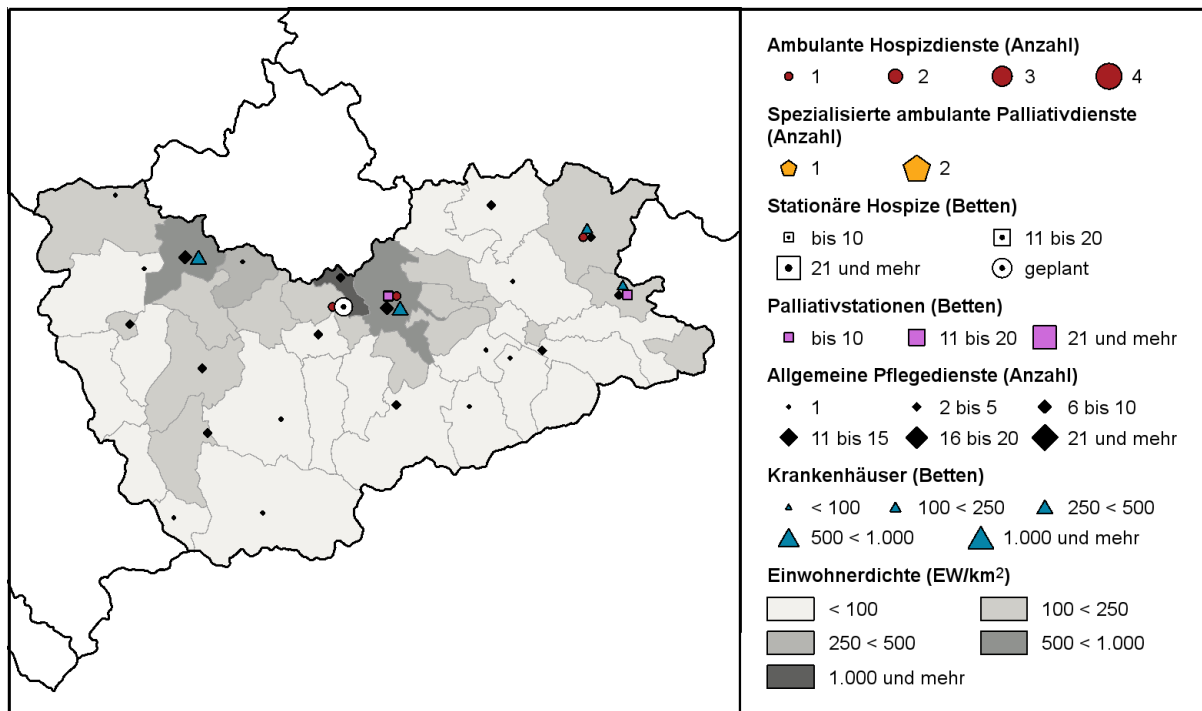 Ambulante Hospizdienste (Anzahl)
1 2 3 4
Spezialisierte ambulante Palliativdienste
(Anzahl)
1 2
Stationäre Hospize (Betten)
bis 10 11 bis 20
21 und mehr geplant
Palliativstationen (Betten)
bis 10 11 bis 20 21 und mehr
Allgemeine Pflegedienste (Anzahl)
1 2 bis 5 6 bis 10
11 bis 15 16 bis 20 21 und mehr
Krankenhäuser (Betten)
< 100 100 < 250 250 < 500
500 < 1.000 1.000 und mehr
Einwohnerdichte (EW/km²)
< 100 100 < 250
250 < 500 500 < 1.000
1.000 und mehr